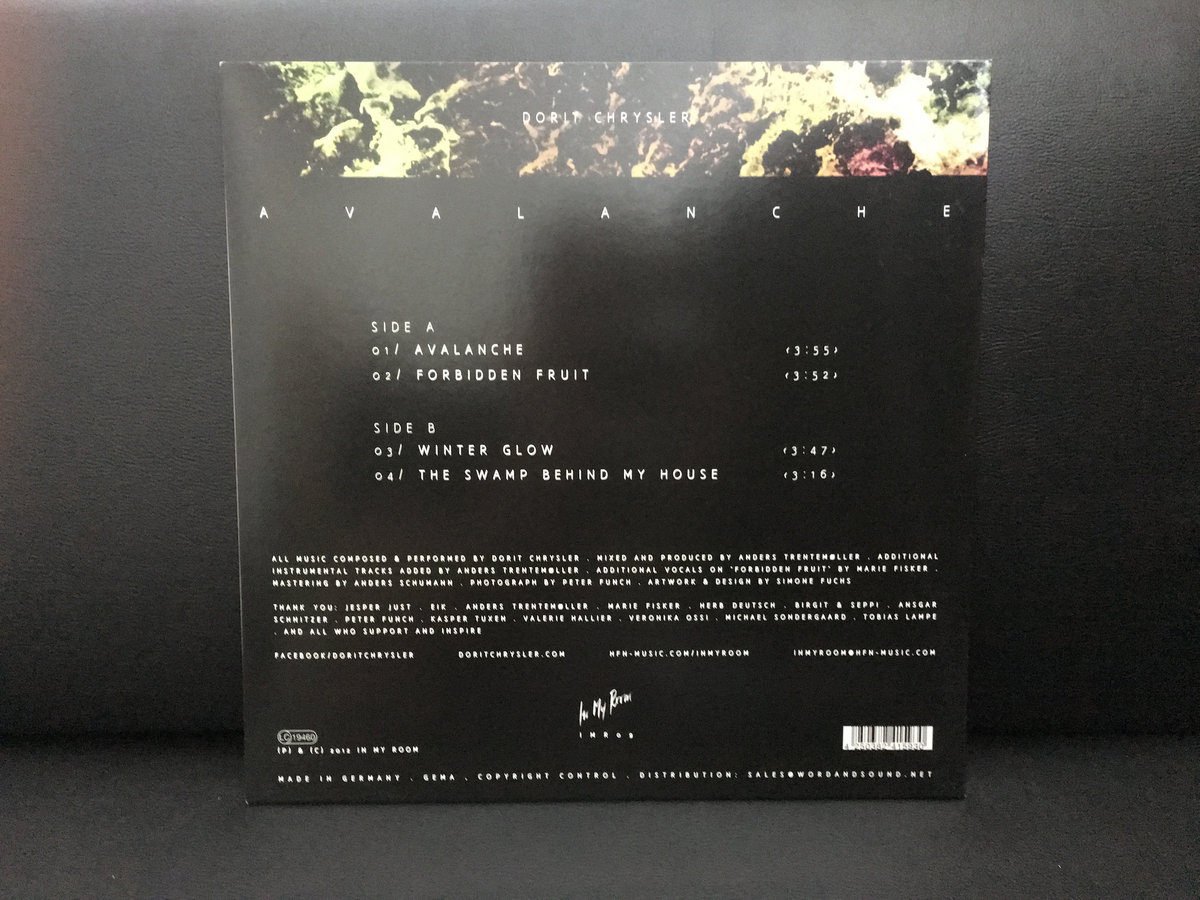 DORIT CHRYSLER
AVALANCHE
SIDE A
01/ AVALANCHE (3:55)
02/ FORBIDDEN FRUIT (3:52)
SIDE B
03/ WINTER GLOW (3:47)
04/ THE SWAMP BEHIND MY HOUSE (3:16)
ALL MUSIC COMPOSED & PERFORMED BY DORIT CHRYSLER . MIXED AND PRODUCED BY ANDERS TRENTEMØLLER . ADDITIONAL
INSTRUMENTAL TRACKS ADDED BY ANDERS TRENTEMØLLER . ADDITIONAL VOCALS ON "FORBIDDEN FRUIT" BY MARIE FISKER .
MASTERING BY ANDERS SCHUMANN . PHOTOGRAPH BY PETER FUNCH . ARTWORK & DESIGN BY SIMONE FUCHS
THANK YOU: JESPER JUST . EIK . ANDERS TRENTEMØLLER . MARIE FISKER . HERB DEUTSCH . BIRGIT & SEPPI . ANSGAR
SCHNITZER . PETER FUNCH . KASPER TUXEN . VALERIE HALLIER . VERONIKA OSSI . MICHAEL SONDERGAARD . TOBIAS LAMPE
. AND ALL WHO SUPPORT AND INSPIRE
FACEBOOK/DORITCHRYSLER DORITCHRYSLER.COM HFN-MUSIC.COM/INMYROOM INMYROOM@HFN-MUSIC.COM
In My Room
IMR09
LC 19460
(P) & (C) 2012 IN MY ROOM
MADE IN GERMANY . GEMA . COPYRIGHT CONTROL . DISTRIBUTION: SALES@WORDANDSOUND.NET